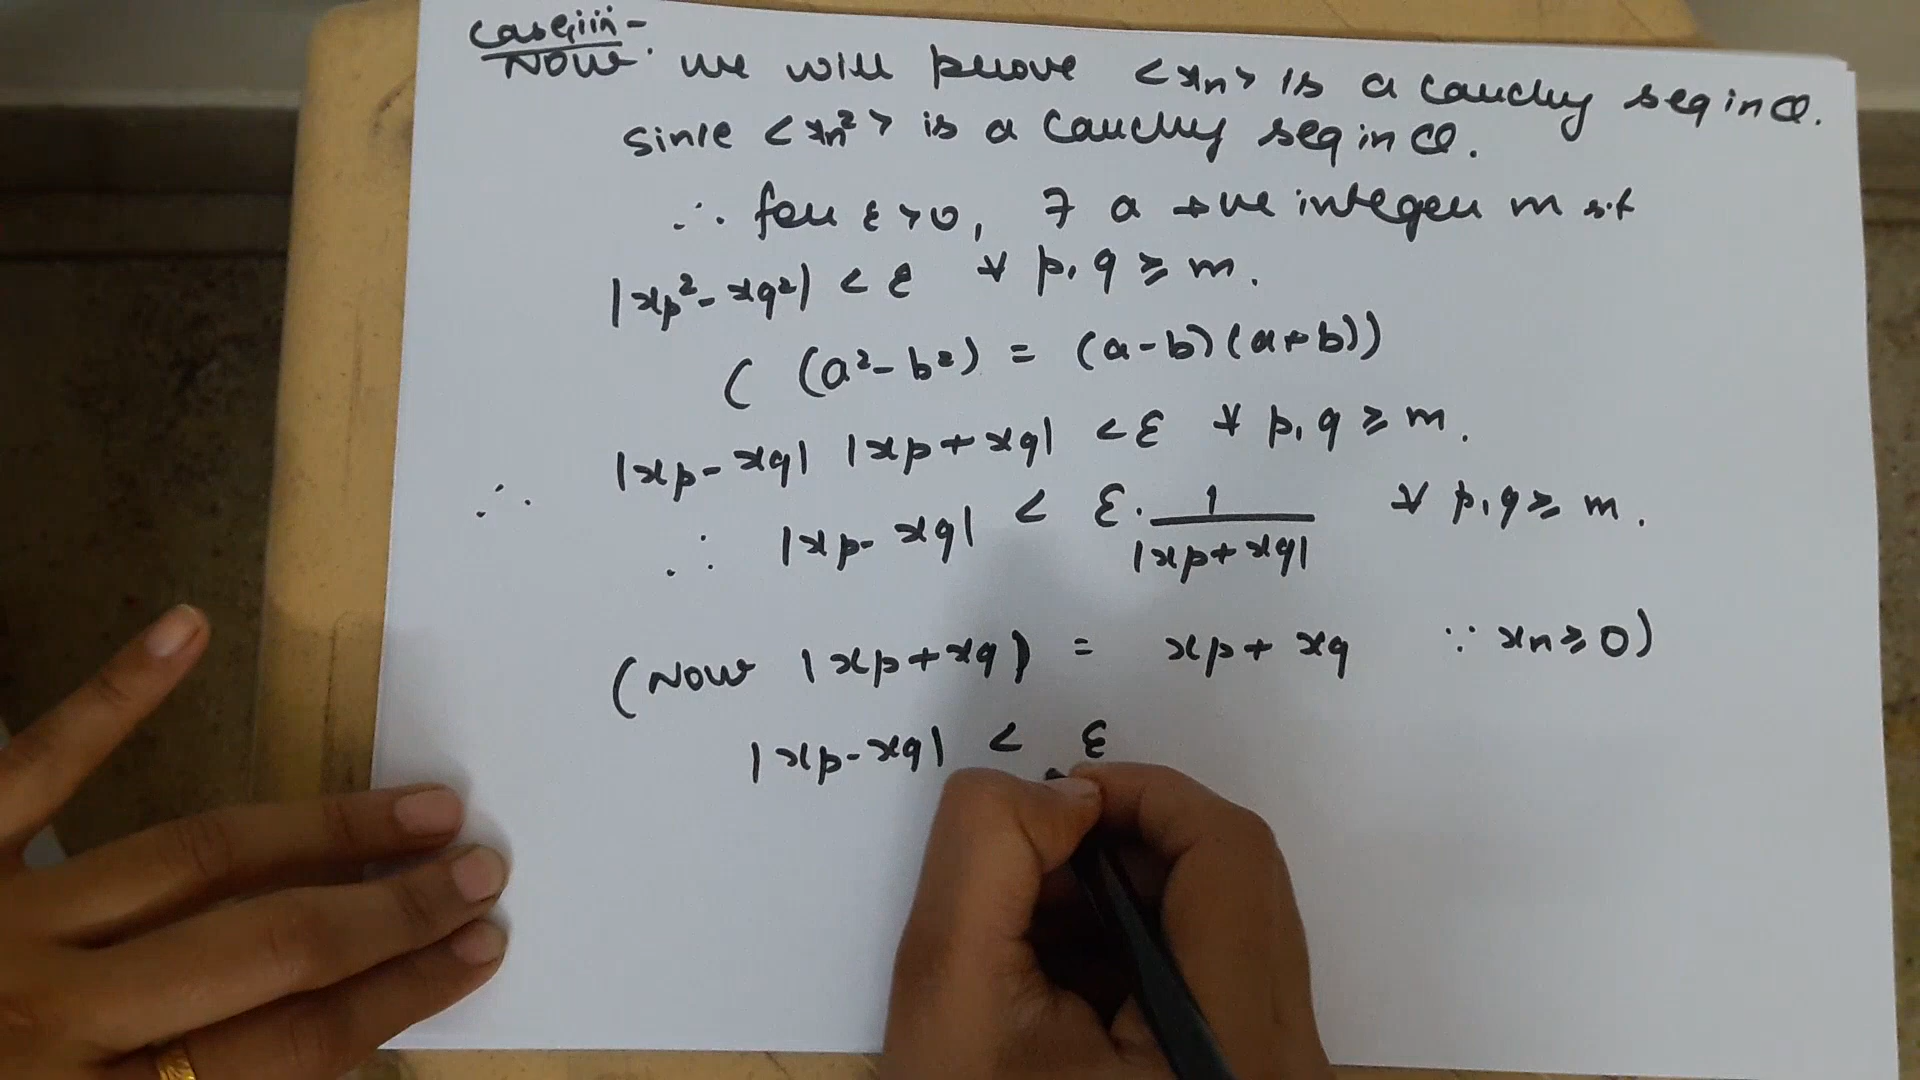 Case,iii-
Now we will prove <xn> is a cauchy seq in Q.
Since <xn²> is a Cauchy seq in Q.
∴ for ε>0, ∃ a +ve integer m s.t
|xp²-xq²| < ε ∀ p,q ≥ m.
( (a²-b²) = (a-b)(a+b))
∴ |xp-xq| |xp+xq| < ε ∀ p,q ≥ m.
∴ |xp-xq| < ε. 1/|xp+xq| ∀ p,q ≥ m.
(Now |xp+xq| = xp+xq ∵ xn≥0)
|xp-xq| < ε